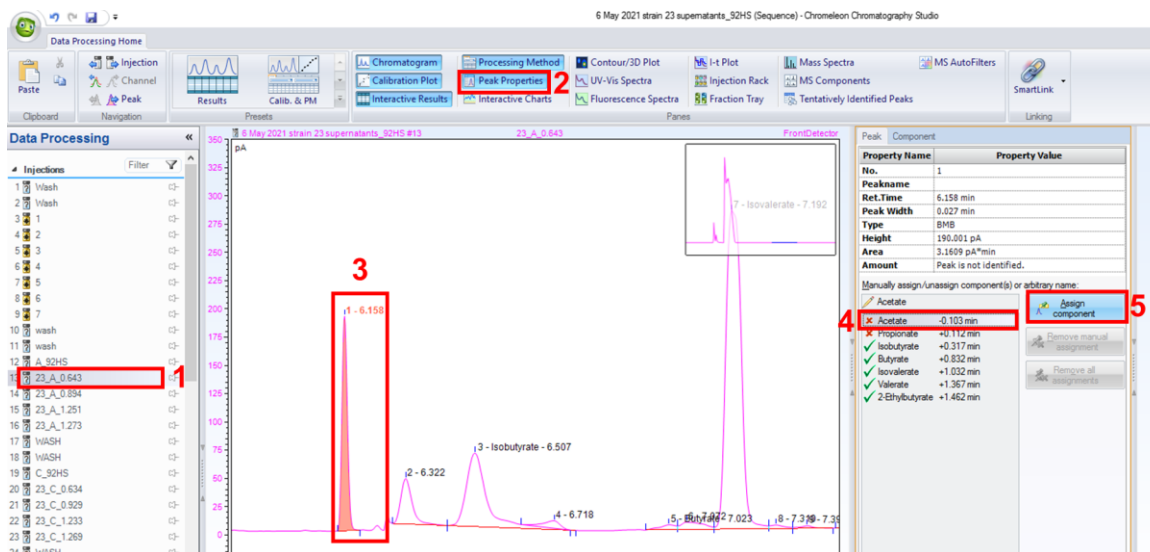 6 May 2021 strain 23 supernatants_92HS (Sequence) - Chromeleon Chromatography Studio
Data Processing Home
Paste
Injection
Channel
Peak
Results
Calib. & PM
Chromatogram
Calibration Plot
Interactive Results
Processing Method
Peak Properties
2
Interactive Charts
Contour/3D Plot
UV-Vis Spectra
Fluorescence Spectra
I-t Plot
Injection Rack
Fraction Tray
Mass Spectra
MS Components
Tentatively Identified Peaks
MS AutoFilters
SmartLink
Clipboard
Navigation
Presets
Panes
Linking
Data Processing
Injections
Filter
1 Wash
2 Wash
3 1
4 2
5 3
6 4
7 5
8 6
9 7
10 wash
11 wash
12 A_92HS
13 23_A_0.643
1
14 23_A_0.894
15 23_A_1.251
16 23_A_1.273
17 WASH
18 WASH
19 C_92HS
20 23_C_0.634
21 23_C_0.929
22 23_C_1.233
23 23_C_1.269
24 WASH
6 May 2021 strain 23 supernatants_92HS #13
23_A_0.643
FrontDetector
pA
350
325
300
275
250
225
200
175
150
125
100
75
50
25
0
3
1 - 6.158
2 - 6.322
3 - Isobutyrate - 6.507
4 - 6.718
7.023
8 - 7.319
7 - Isovalerate - 7.192
Peak
Component
Property Name Property Value
No. 1
Peakname
Ret.Time 6.158 min
Peak Width 0.027 min
Type BMB
Height 190.001 pA
Area 3.1609 pA*min
Amount Peak is not identified.
Manually assign/unassign component(s) or arbitrary name:
Acetate
4
Acetate -0.103 min
Propionate +0.112 min
Isobutyrate +0.317 min
Butyrate +0.832 min
Isovalerate +1.032 min
Valerate +1.367 min
2-Ethylbutyrate +1.462 min
Assign
component
5
Remove manual
assignment
Remove all
assignments